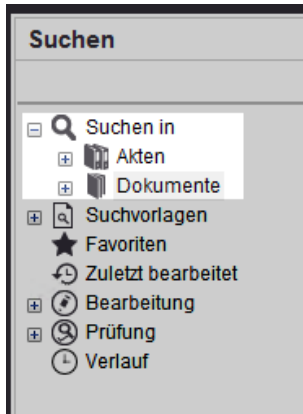 Suchen
Suchen in
Akten
Dokumente
Suchvorlagen
Favoriten
Zuletzt bearbeitet
Bearbeitung
Prüfung
Verlauf